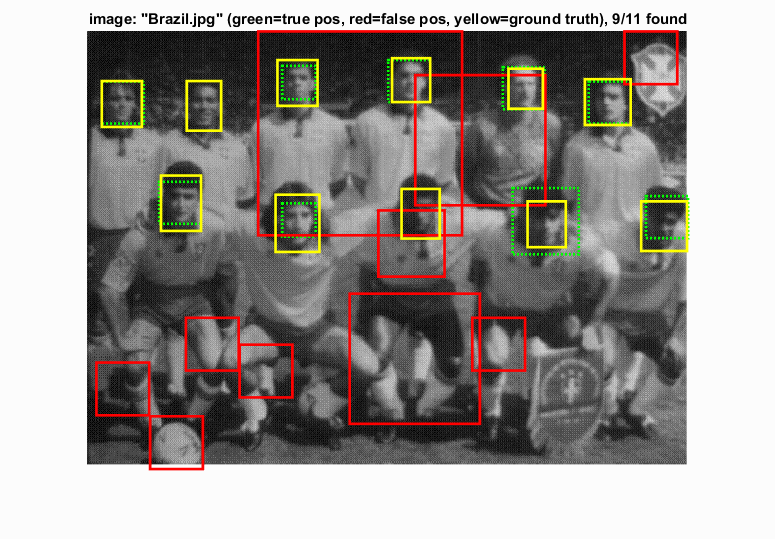 image: "Brazil.jpg" (green=true pos, red=false pos, yellow=ground truth), 9/11 found